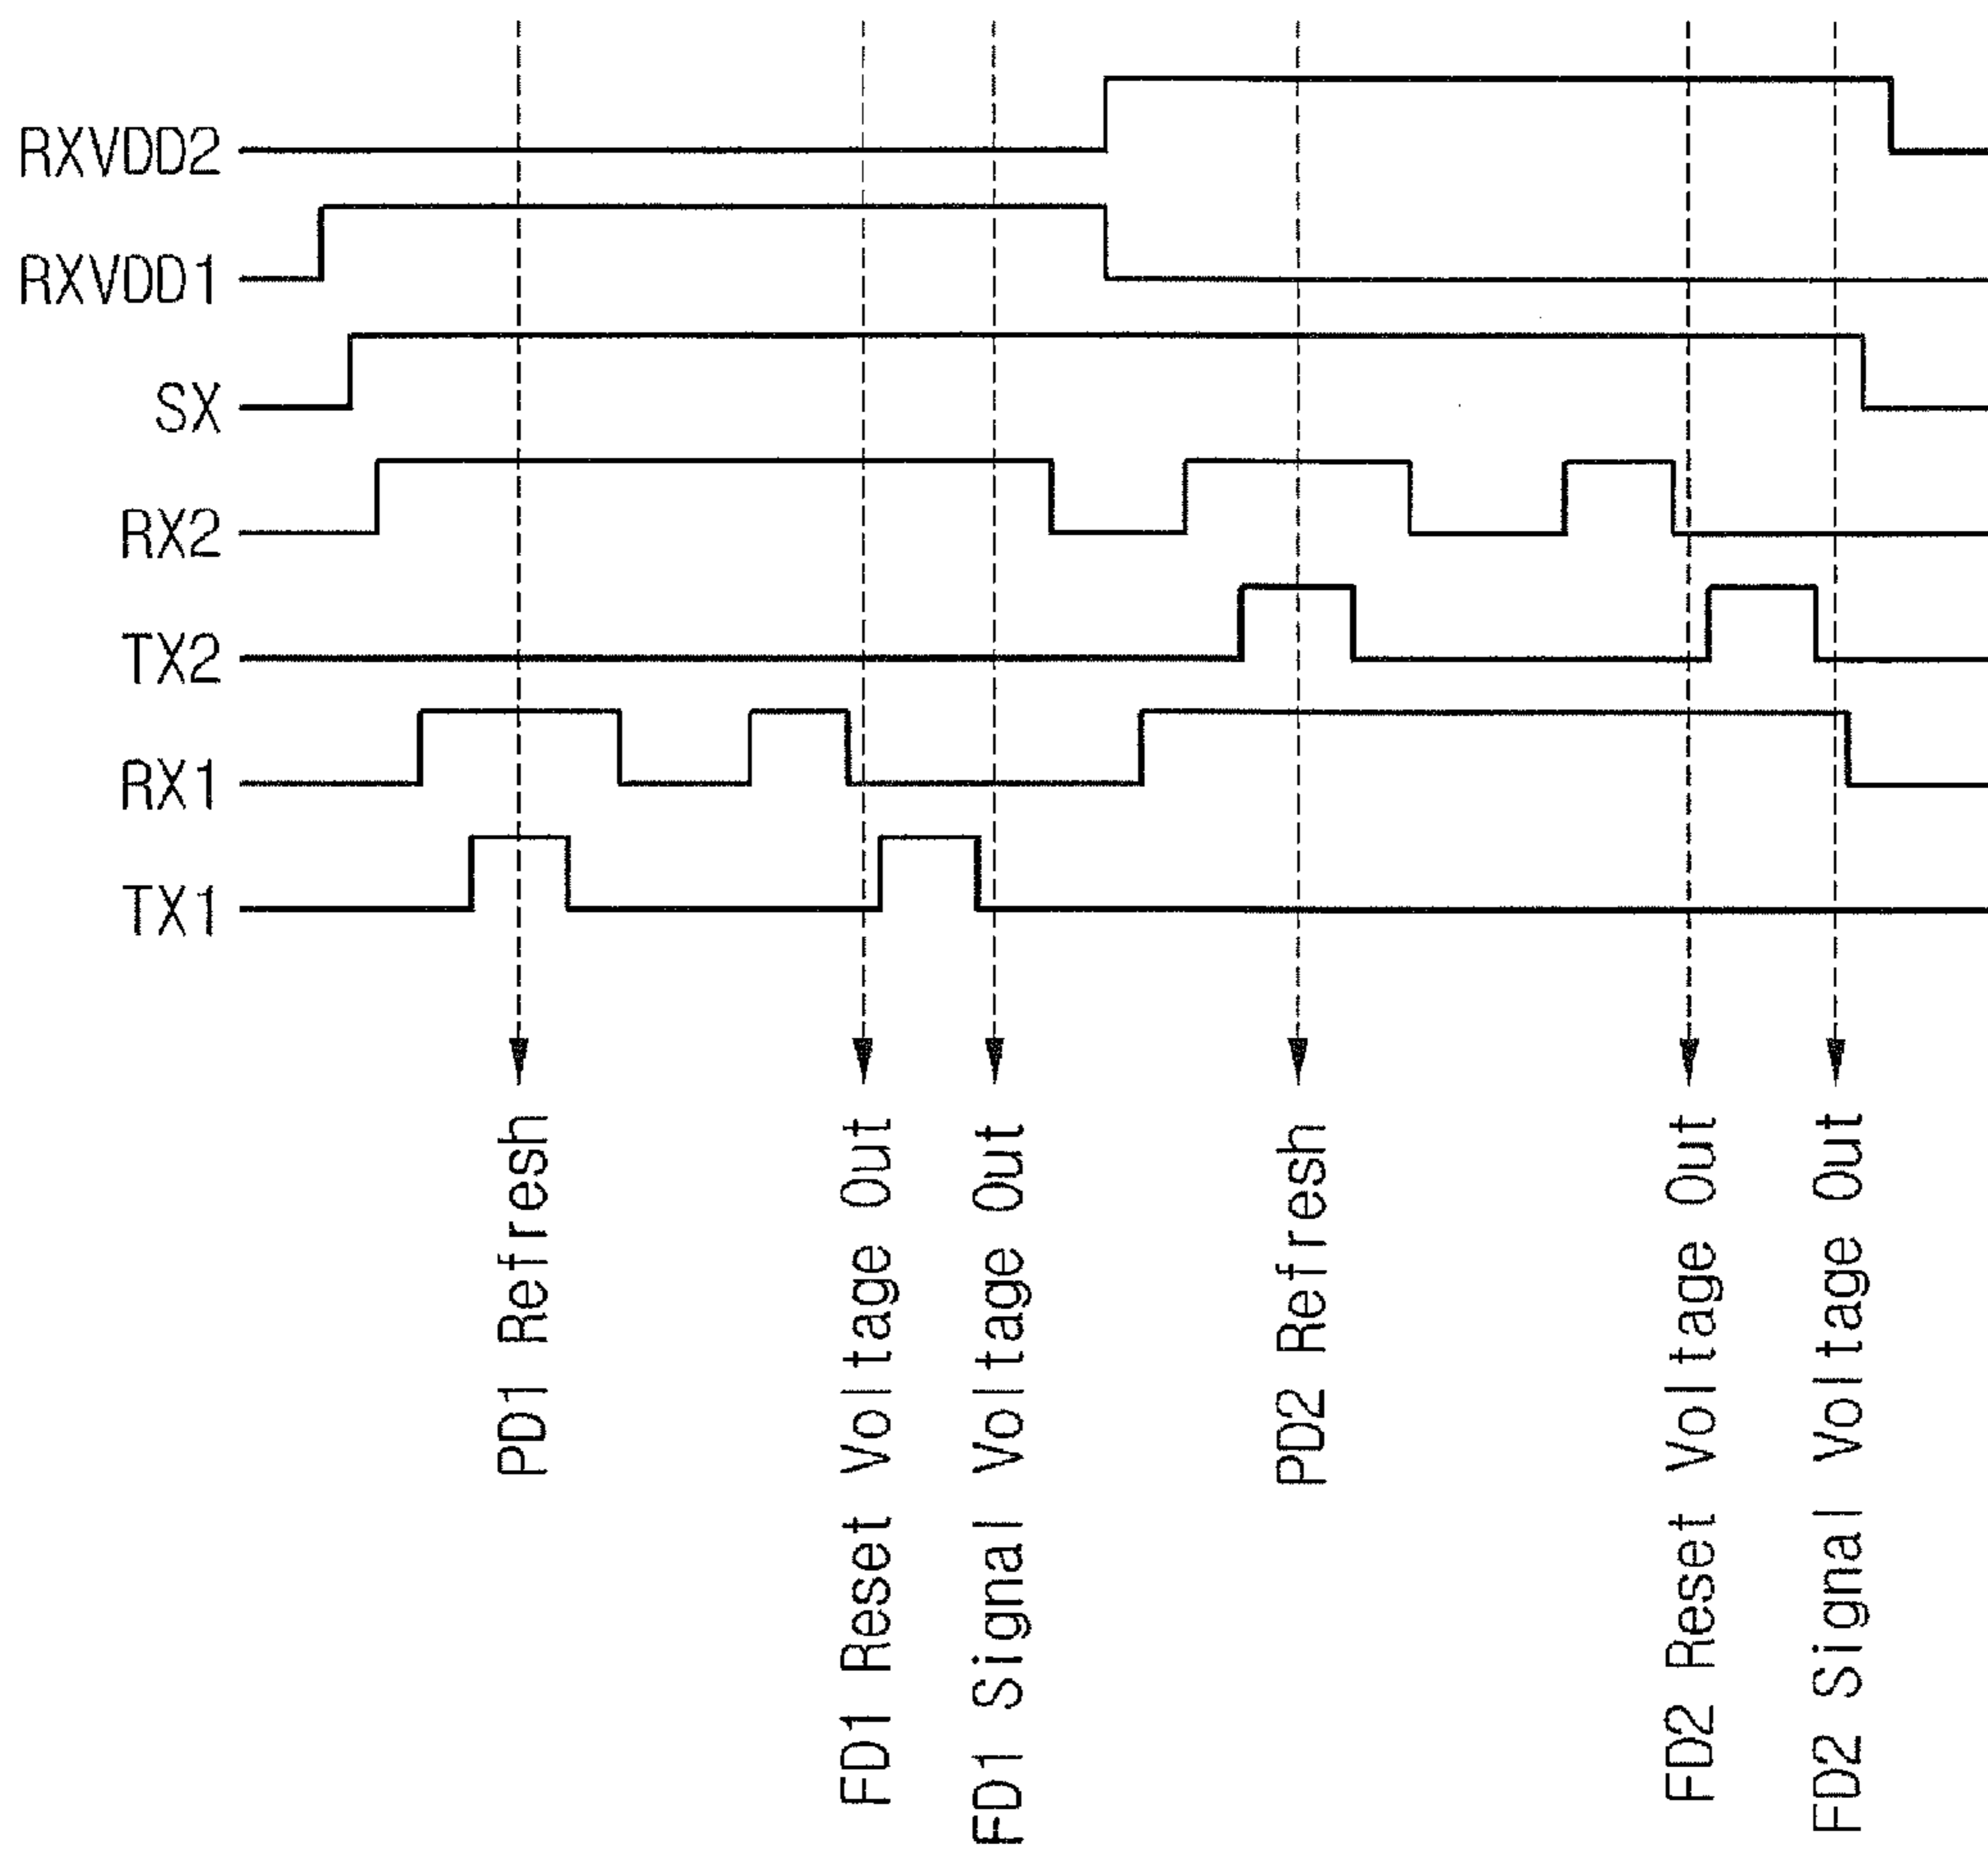 RXVDD2
RXVDD1
SX
RX2
TX2
RX1
TX1
PD1 Refresh
FD1 Reset Voltage Out
FD1 Signal Voltage Out
PD2 Refresh
FD2 Reset Voltage Out
FD2 Signal Voltage Out